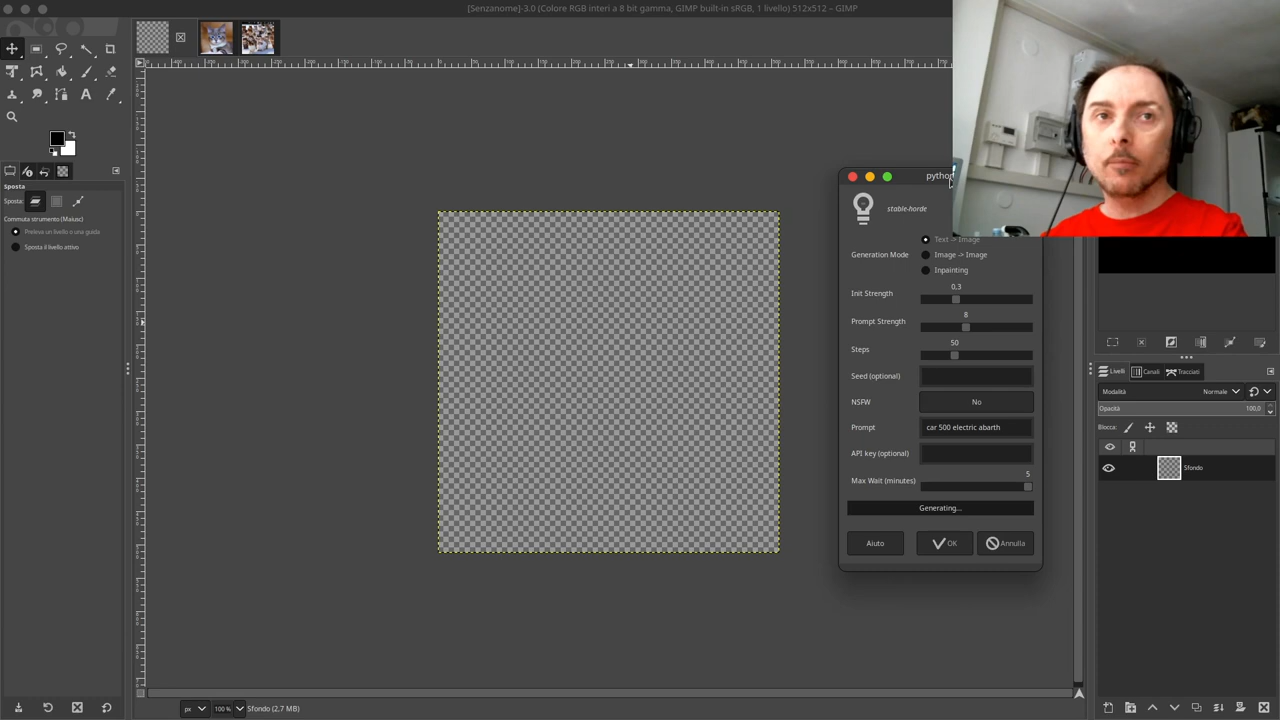 [Senzanome]-3.0 (Colore RGB interi a 8 bit gamma, GIMP built-in sRGB, 1 livello) 512x512 – GIMP
Sposta
Sposta:
Commuta strumento (Maiusc)
Preleva un livello o una guida
Sposta il livello attivo
python
stable-horde
Generation Mode
Text -> Image
Image -> Image
Inpainting
Init Strength
0,3
Prompt Strength
8
Steps
50
Seed (optional)
NSFW
No
Prompt
car 500 electric abarth
API key (optional)
Max Wait (minutes)
5
Generating...
Aiuto
OK
Annulla
Livelli
Canali
Tracciati
Modalità
Normale
Opacità
100,0
Blocca:
Sfondo
px
100 %
Sfondo (2,7 MB)